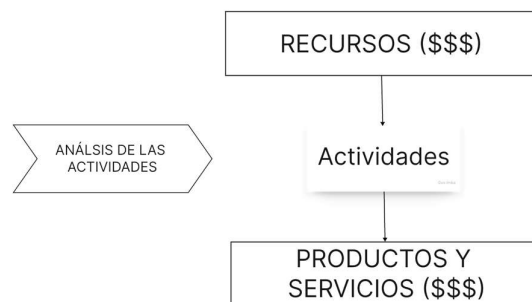 RECURSOS ($$$)
ANÁLSIS DE LAS
ACTIVIDADES
Actividades
PRODUCTOS Y
SERVICIOS ($$$)